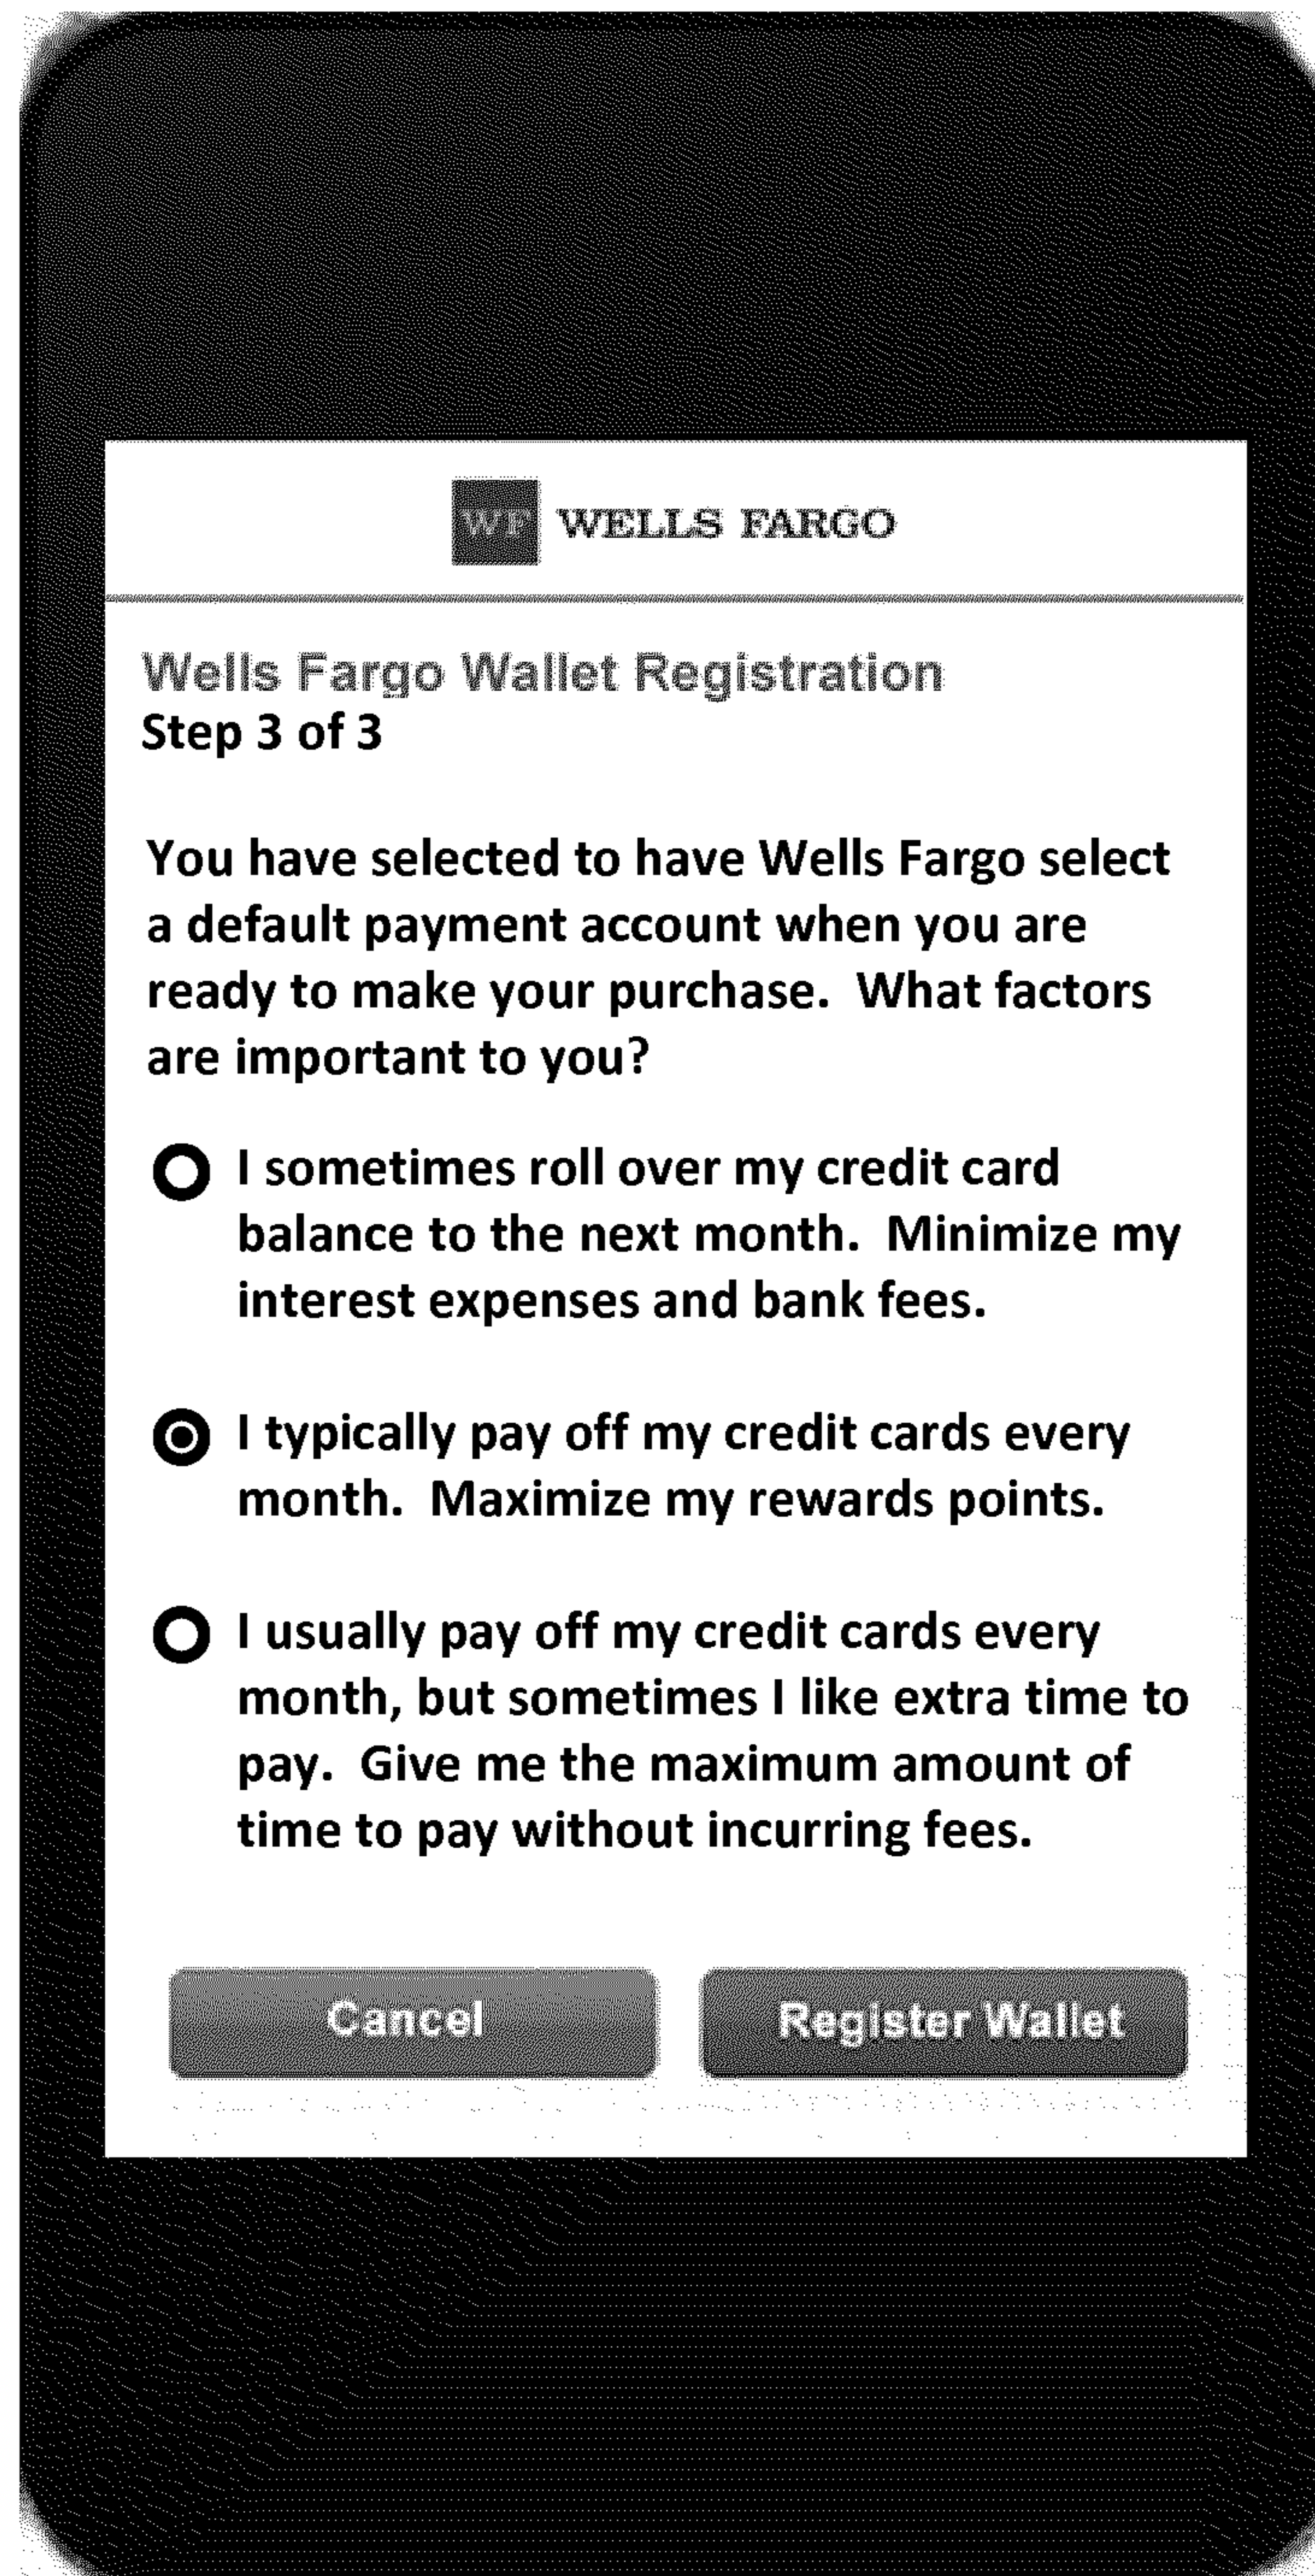 WF WELLS FARGO
Wells Fargo Wallet Registration
Step 3 of 3
You have selected to have Wells Fargo select
a default payment account when you are
ready to make your purchase.  What factors
are important to you?
I sometimes roll over my credit card
balance to the next month.  Minimize my
interest expenses and bank fees.
I typically pay off my credit cards every
month.  Maximize my rewards points.
I usually pay off my credit cards every
month, but sometimes I like extra time to
pay.  Give me the maximum amount of
time to pay without incurring fees.
Cancel Register Wallet